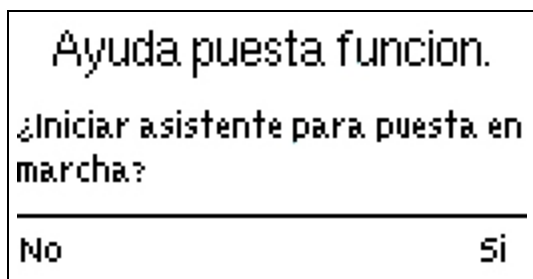 Ayuda puesta funcion.
¿Iniciar asistente para puesta en
marcha?
No Si